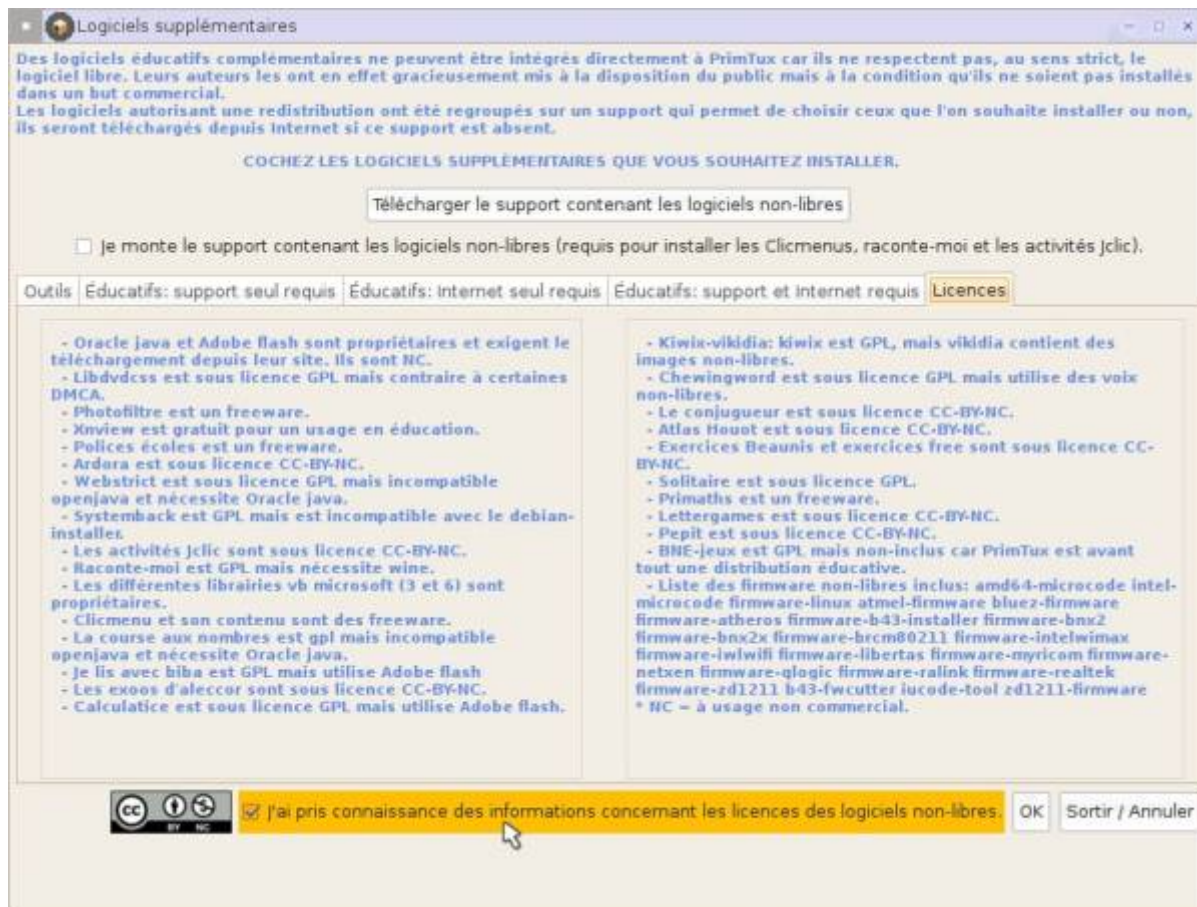 Logiciels supplémentaires
Des logiciels éducatifs complémentaires ne peuvent être intégrés directement à PrimTux car ils ne respectent pas, au sens strict, le
logiciel libre. Leurs auteurs les ont en effet gracieusement mis à la disposition du public mais à la condition qu'ils ne soient pas installés
dans un but commercial.
Les logiciels autorisant une redistribution ont été regroupés sur un support qui permet de choisir ceux que l'on souhaite installer ou non,
ils seront téléchargés depuis Internet si ce support est absent.
COCHEZ LES LOGICIELS SUPPLÉMENTAIRES QUE VOUS SOUHAITEZ INSTALLER.
Télécharger le support contenant les logiciels non-libres
Je monte le support contenant les logiciels non-libres (requis pour installer les Clicmenus, raconte-moi et les activités Jclic).
Outils Éducatifs: support seul requis Éducatifs: Internet seul requis Éducatifs: support et Internet requis Licences
- Oracle java et Adobe flash sont propriétaires et exigent le
téléchargement depuis leur site. Ils sont NC.
- Libdvdcss est sous licence GPL mais contraire à certaines
DMCA.
- Photofiltre est un freeware.
- Xnview est gratuit pour un usage en éducation.
- Polices écoles est un freeware.
- Ardora est sous licence CC-BY-NC.
- Webstrict est sous licence GPL mais incompatible
openjava et nécessite Oracle java.
- Systemback est GPL mais est incompatible avec le debian-
installer.
- Les activités Jclic sont sous licence CC-BY-NC.
- Raconte-moi est GPL mais nécessite wine.
- Les différentes librairies vb microsoft (3 et 6) sont
propriétaires.
- Clicmenu et son contenu sont des freeware.
- La course aux nombres est gpl mais incompatible
openjava et nécessite Oracle java.
- Je lis avec biba est GPL mais utilise Adobe flash
- Les exoos d'aleccor sont sous licence CC-BY-NC.
- Calculatice est sous licence GPL mais utilise Adobe flash.
- Kiwix-vikidia: kiwix est GPL, mais vikidia contient des
images non-libres.
- Chewingword est sous licence GPL mais utilise des voix
non-libres.
- Le conjugueur est sous licence CC-BY-NC.
- Atlas Houot est sous licence CC-BY-NC.
- Exercices Beaunis et exercices free sont sous licence CC-
BY-NC.
- Solitaire est sous licence GPL.
- Primaths est un freeware.
- Lettergames est sous licence CC-BY-NC.
- Pepit est sous licence CC-BY-NC.
- BNE-jeux est GPL mais non-inclus car PrimTux est avant
tout une distribution éducative.
- Liste des firmware non-libres inclus: amd64-microcode intel-
microcode firmware-linux atmel-firmware bluez-firmware
firmware-atheros firmware-b43-installer firmware-bnx2
firmware-bnx2x firmware-brcm80211 firmware-intelwimax
firmware-iwlwifi firmware-libertas firmware-myricom firmware-
netxen firmware-qlogic firmware-ralink firmware-realtek
firmware-zd1211 b43-fwcutter iucode-tool zd1211-firmware
* NC = à usage non commercial.
cc BY NC J'ai pris connaissance des informations concernant les licences des logiciels non-libres. OK Sortir / Annuler